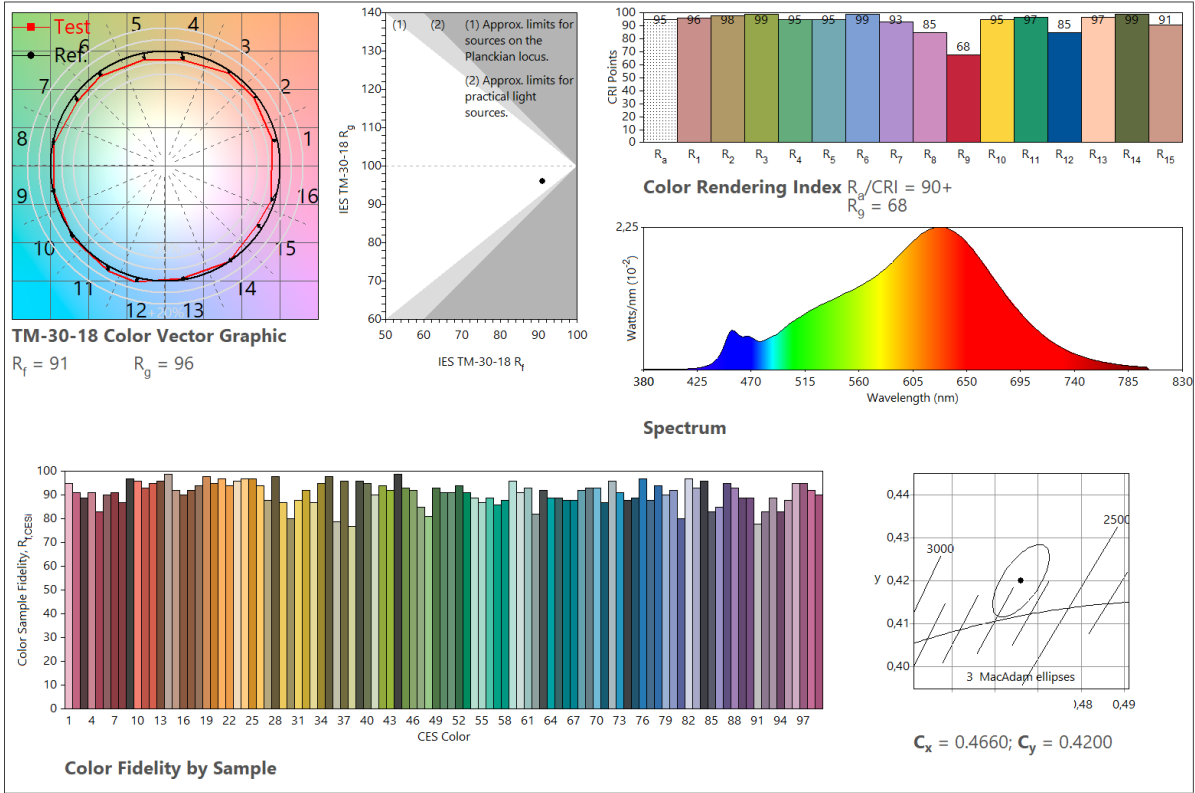 Test
Ref.
5
4
6
3
7
2
8
1
9
16
10
15
11
14
12
13
+20%
TM-30-18 Color Vector Graphic
Rf = 91
Rg = 96
140
130
120
110
100
90
80
70
60
50
60
70
80
90
100
IES TM-30-18 Rg
IES TM-30-18 Rf
(1)
(2)
(1) Approx. limits for
sources on the
Planckian locus.
(2) Approx. limits for
practical light
sources.
100
90
80
70
60
50
40
30
20
10
0
CRI Points
95 96 98 99 95 95 99 93 85 68 95 97 85 97 99 91
Ra R1 R2 R3 R4 R5 R6 R7 R8 R9 R10 R11 R12 R13 R14 R15
Color Rendering Index Ra/CRI = 90+
R9 = 68
2,25
Watts/nm (10-2)
380 425 470 515 560 605 650 695 740 785 830
Wavelength (nm)
Spectrum
100
90
80
70
60
50
40
30
20
10
0
Color Sample Fidelity, Rf,CESi
1 4 7 10 13 16 19 22 25 28 31 34 37 40 43 46 49 52 55 58 61 64 67 70 73 76 79 82 85 88 91 94 97
CES Color
Color Fidelity by Sample
0,44
0,43
y 0,42
0,41
0,40
3000
2500
3 MacAdam ellipses
),48 0,49
Cx = 0.4660; Cy = 0.4200